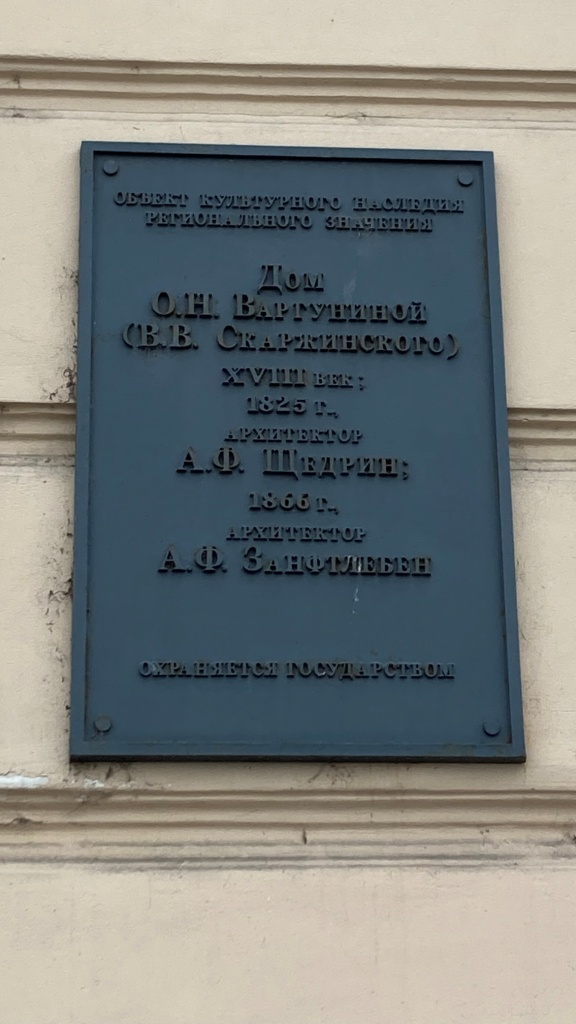 ОБЪЕКТ КУЛЬТУРНОГО НАСЛЕДИЯ
РЕГИОНАЛЬНОГО ЗНАЧЕНИЯ
ДОМ
О.Н. ВАРГУНИНОЙ
(В.В. СКАРЖИНСКОГО)
XVIII ВЕК;
1825 Г.,
АРХИТЕКТОР
А.Ф. ЩЕДРИН;
1866 Г.,
АРХИТЕКТОР
А.Ф. ЗАНФТЛЕБЕН
ОХРАНЯЕТСЯ ГОСУДАРСТВОМ